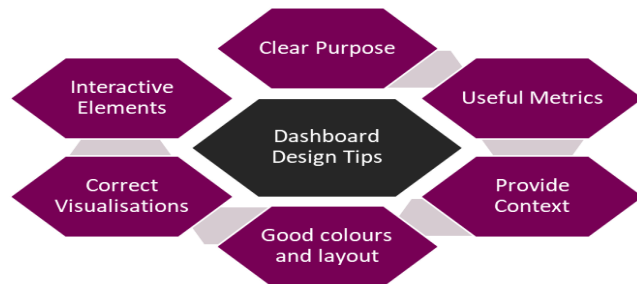 Clear Purpose
Interactive
Elements
Useful Metrics
Dashboard
Design Tips
Correct
Visualisations
Provide
Context
Good colours
and layout